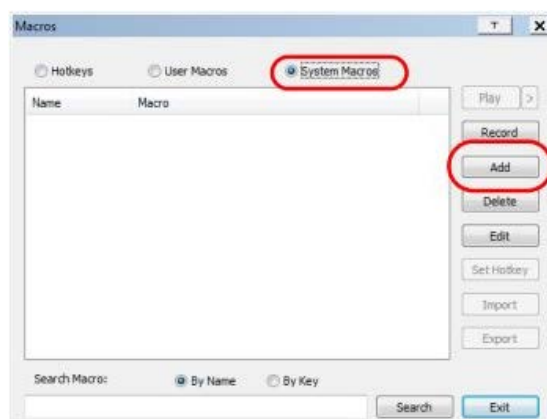 Macros
T X
Hotkeys User Macros System Macros
Name Macro
Play >
Record
Add
Delete
Edit
Set Hotkey
Import
Export
Search Macro: By Name By Key
Search Exit